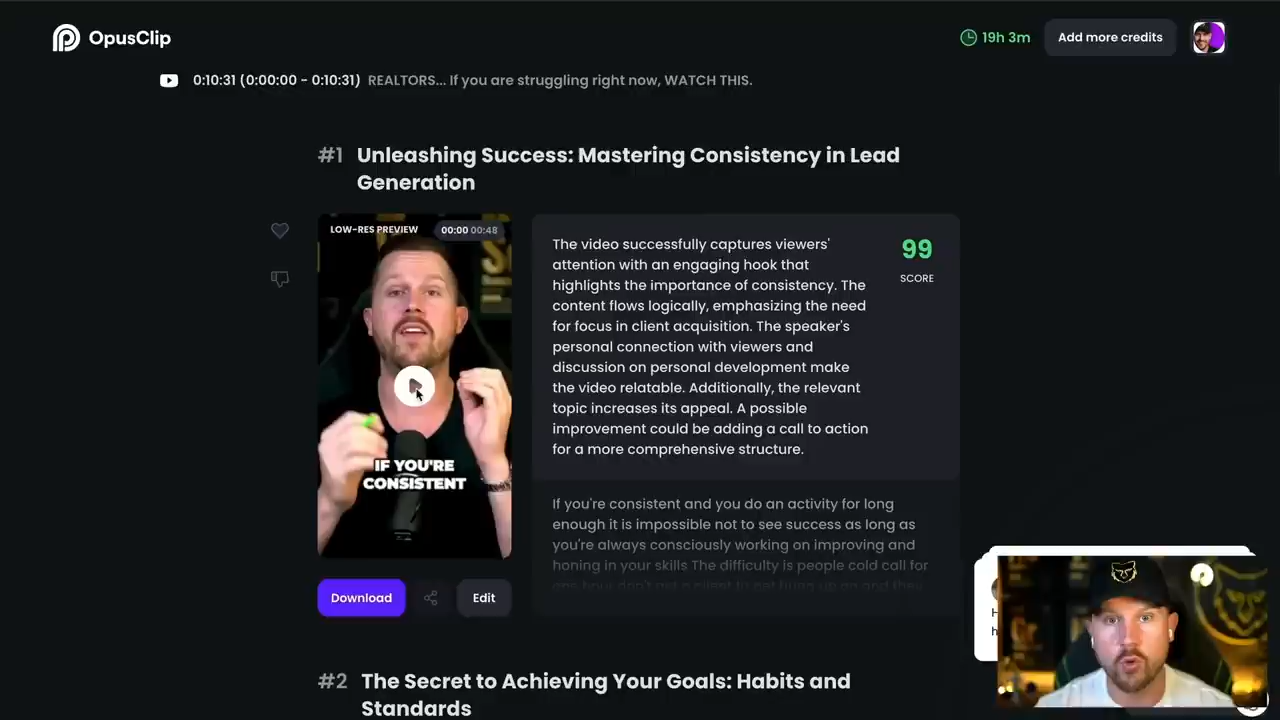 OpusClip
19h 3m
Add more credits
0:10:31 (0:00:00 - 0:10:31) REALTORS... If you are struggling right now, WATCH THIS.
#1 Unleashing Success: Mastering Consistency in Lead
Generation
LOW-RES PREVIEW 00:00 00:48
IF YOU'RE
CONSISTENT
The video successfully captures viewers'
attention with an engaging hook that
highlights the importance of consistency. The
content flows logically, emphasizing the need
for focus in client acquisition. The speaker's
personal connection with viewers and
discussion on personal development make
the video relatable. Additionally, the relevant
topic increases its appeal. A possible
improvement could be adding a call to action
for a more comprehensive structure.
99
SCORE
If you're consistent and you do an activity for long
enough it is impossible not to see success as long as
you're always consciously working on improving and
honing in your skills The difficulty is people cold call for
Download
Edit
#2 The Secret to Achieving Your Goals: Habits and
Standards